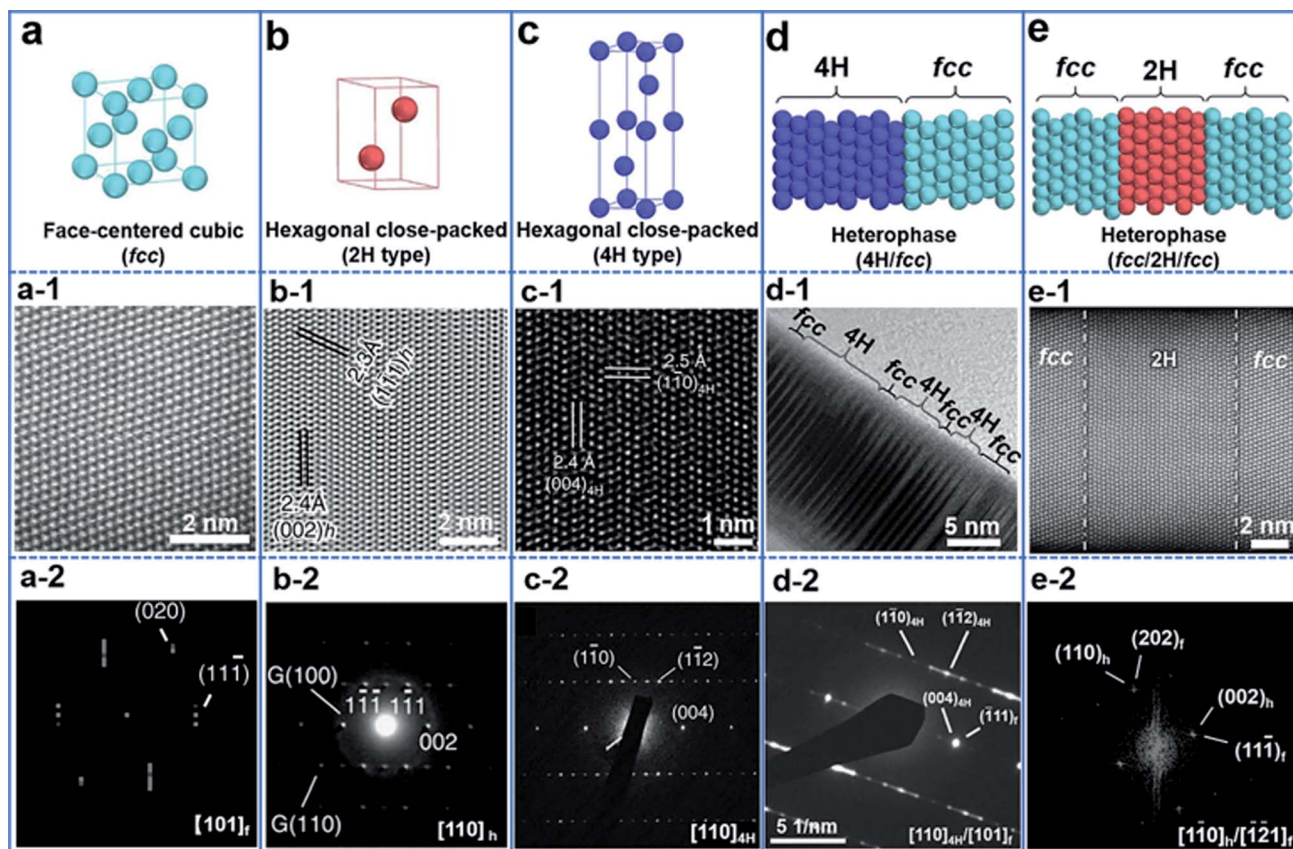 a
Face-centered cubic
(fcc)
b
Hexagonal close-packed
(2H type)
c
Hexagonal close-packed
(4H type)
d
4H fcc
Heterophase
(4H/fcc)
e
fcc 2H fcc
Heterophase
(fcc/2H/fcc)
a-1
2 nm
b-1
2.3Å
(1̄11)h
2.4Å
(002)h
2 nm
c-1
2.5 Å
(11̄0)4H
2.4 Å
(004)4H
1 nm
d-1
fcc
4H
fcc
4H
fcc
4H
fcc
5 nm
e-1
fcc 2H fcc
2 nm
a-2
(020)
(111̄)
[101]f
b-2
G(100)
11̄1̄ 11̄1
002
G(110)
[110]h
c-2
(11̄0) (11̄2)
(004)
[110]4H
d-2
(11̄0)4H (11̄2)4H
(004)4H (1̄11)f
5 1/nm
[110]4H/[101]f
e-2
(110)h (202)f
(002)h
(111̄)f
[11̄0]h/[1̄2̄1]f